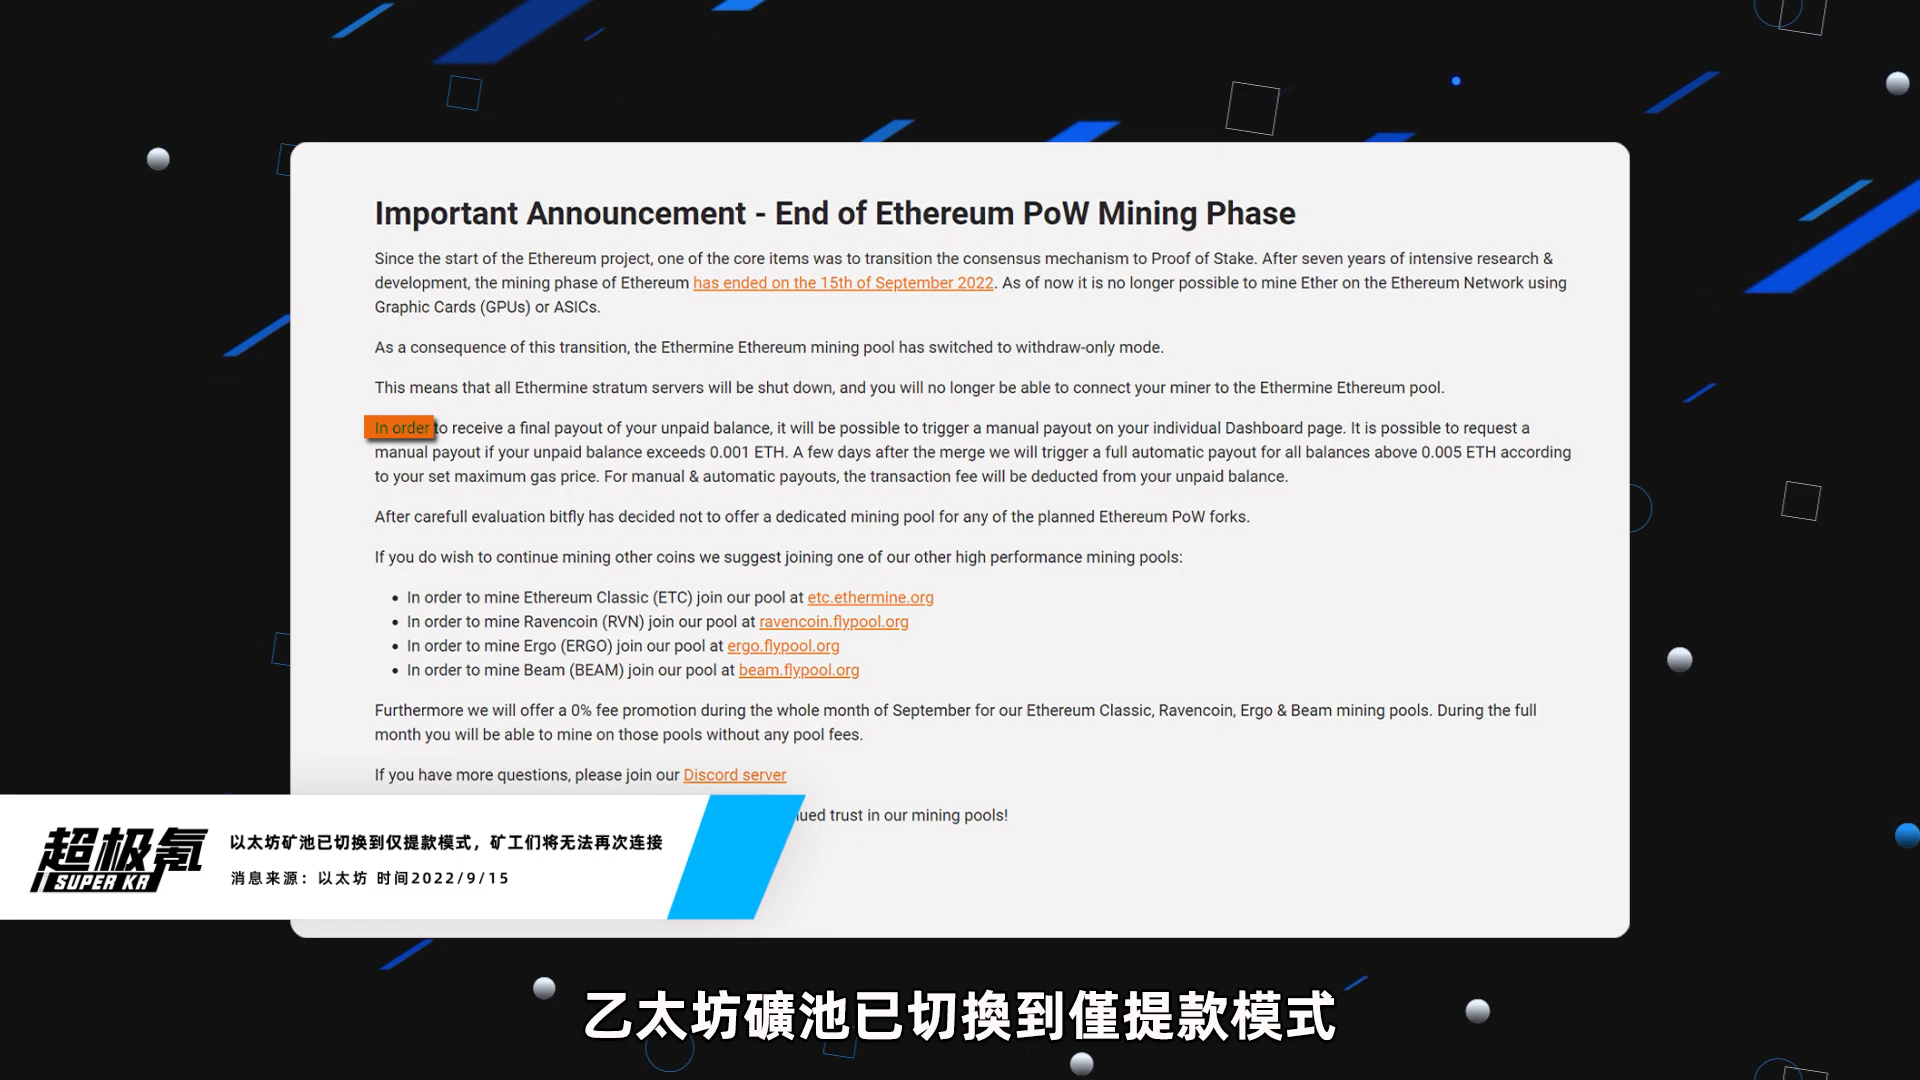 Important Announcement - End of Ethereum PoW Mining Phase
Since the start of the Ethereum project, one of the core items was to transition the consensus mechanism to Proof of Stake. After seven years of intensive research &
development, the mining phase of Ethereum has ended on the 15th of September 2022. As of now it is no longer possible to mine Ether on the Ethereum Network using
Graphic Cards (GPUs) or ASICs.
As a consequence of this transition, the Ethermine Ethereum mining pool has switched to withdraw-only mode.
This means that all Ethermine stratum servers will be shut down, and you will no longer be able to connect your miner to the Ethermine Ethereum pool.
In order to receive a final payout of your unpaid balance, it will be possible to trigger a manual payout on your individual Dashboard page. It is possible to request a
manual payout if your unpaid balance exceeds 0.001 ETH. A few days after the merge we will trigger a full automatic payout for all balances above 0.005 ETH according
to your set maximum gas price. For manual & automatic payouts, the transaction fee will be deducted from your unpaid balance.
After carefull evaluation bitfly has decided not to offer a dedicated mining pool for any of the planned Ethereum PoW forks.
If you do wish to continue mining other coins we suggest joining one of our other high performance mining pools:
• In order to mine Ethereum Classic (ETC) join our pool at etc.ethermine.org
• In order to mine Ravencoin (RVN) join our pool at ravencoin.flypool.org
• In order to mine Ergo (ERGO) join our pool at ergo.flypool.org
• In order to mine Beam (BEAM) join our pool at beam.flypool.org
Furthermore we will offer a 0% fee promotion during the whole month of September for our Ethereum Classic, Ravencoin, Ergo & Beam mining pools. During the full
month you will be able to mine on those pools without any pool fees.
If you have more questions, please join our Discord server
trust in our mining pools!
超极氪
SUPER KR
以太坊矿池已切换到仅提款模式，矿工们将无法再次连接
消息来源：以太坊 时间2022/9/15
乙太坊礦池已切換到僅提款模式